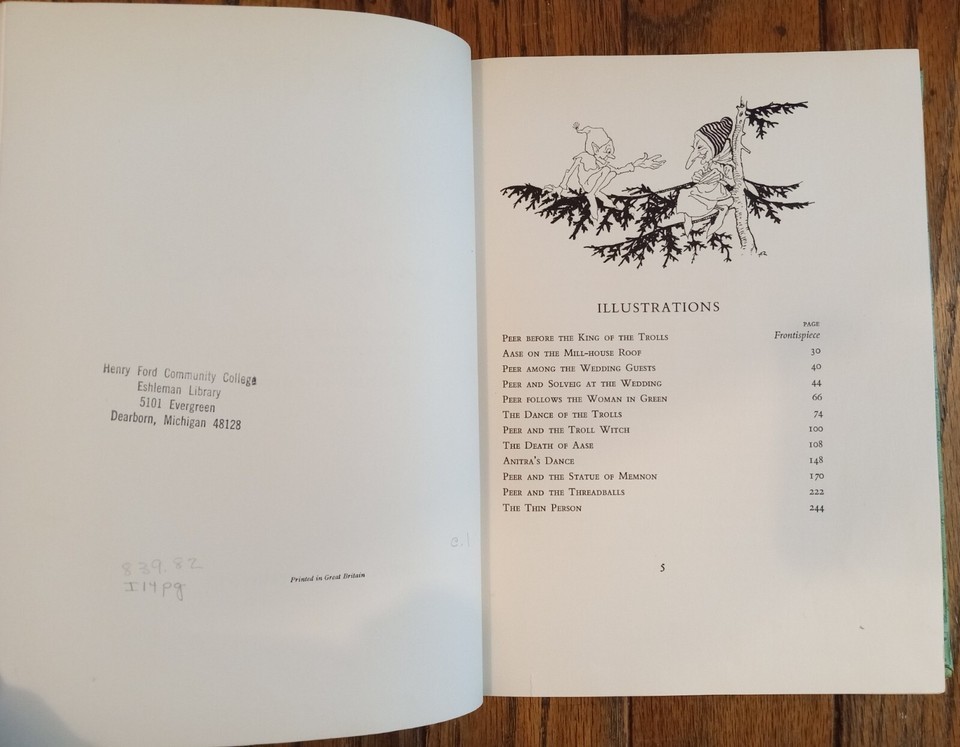 Henry Ford Community College
Eshleman Library
5101 Evergreen
Dearborn, Michigan 48128
c.1
839.82
I14pg
Printed in Great Britain
AR
ILLUSTRATIONS
PAGE
PEER BEFORE THE KING OF THE TROLLS Frontispiece
AASE ON THE MILL-HOUSE ROOF 30
PEER AMONG THE WEDDING GUESTS 40
PEER AND SOLVEIG AT THE WEDDING 44
PEER FOLLOWS THE WOMAN IN GREEN 66
THE DANCE OF THE TROLLS 74
PEER AND THE TROLL WITCH 100
THE DEATH OF AASE 108
ANITRA'S DANCE 148
PEER AND THE STATUE OF MEMNON 170
PEER AND THE THREADBALLS 222
THE THIN PERSON 244
5